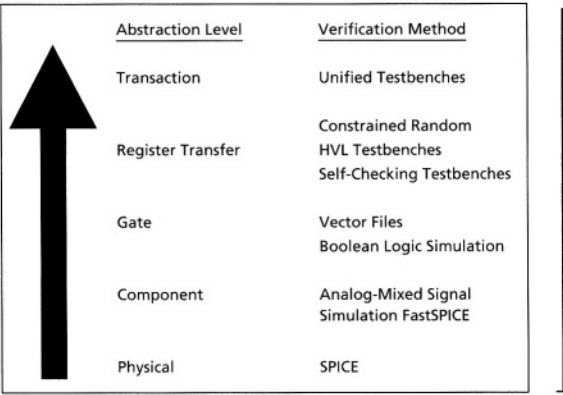 Abstraction Level Verification Method
Transaction Unified Testbenches
Constrained Random
Register Transfer HVL Testbenches
Self-Checking Testbenches
Gate Vector Files
Boolean Logic Simulation
Component Analog-Mixed Signal
Simulation FastSPICE
Physical SPICE